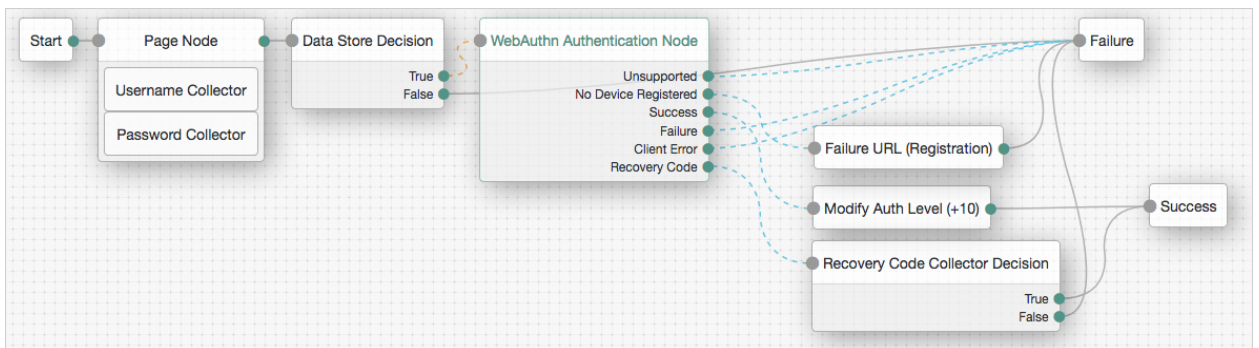 Start
Page Node
Username Collector
Password Collector
Data Store Decision
True
False
WebAuthn Authentication Node
Unsupported
No Device Registered
Success
Failure
Client Error
Recovery Code
Failure
Failure URL (Registration)
Modify Auth Level (+10)
Success
Recovery Code Collector Decision
True
False